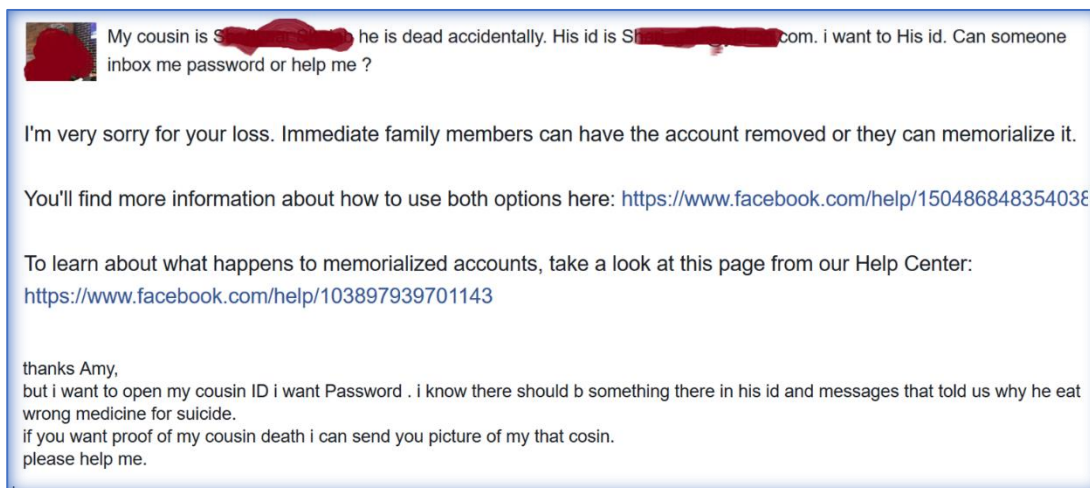 My cousin is S he is dead accidentally. His id is Sh com. i want to His id. Can someone
inbox me password or help me ?
I'm very sorry for your loss. Immediate family members can have the account removed or they can memorialize it.
You'll find more information about how to use both options here: https://www.facebook.com/help/150486848354038
To learn about what happens to memorialized accounts, take a look at this page from our Help Center:
https://www.facebook.com/help/103897939701143
thanks Amy,
but i want to open my cousin ID i want Password . i know there should b something there in his id and messages that told us why he eat
wrong medicine for suicide.
if you want proof of my cousin death i can send you picture of my that cosin.
please help me.